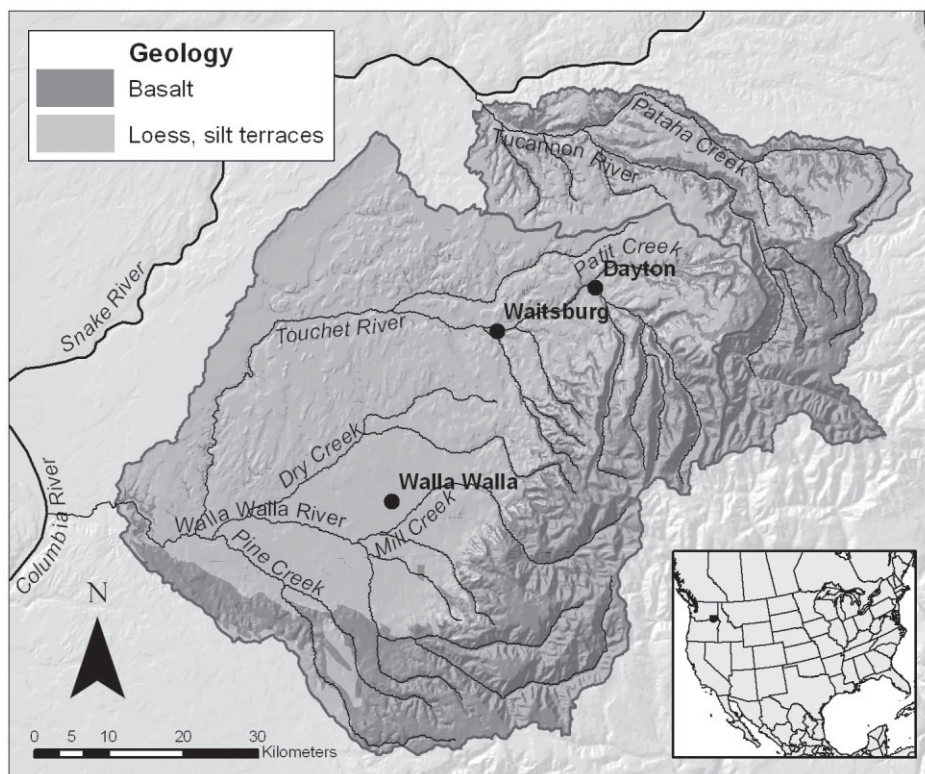 Geology
Basalt
Loess, silt terraces
Pataha Creek
Tucannon River
Patit Creek
Dayton
Snake River
Waitsburg
Touchet River
Dry Creek
Walla Walla
Columbia River
Walla Walla River
Mill Creek
Pine Creek
N
0 5 10 20 30
Kilometers